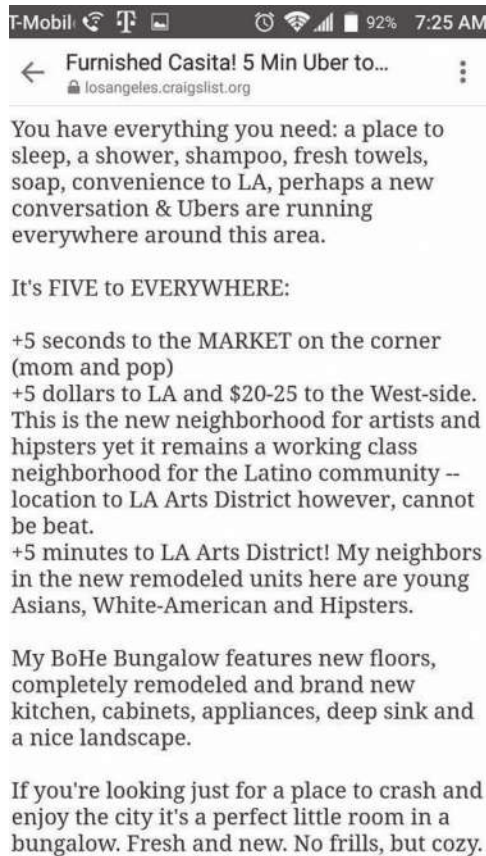 T-Mobil
92% 7:25 AM
Furnished Casita! 5 Min Uber to...
losangeles.craigslist.org
You have everything you need: a place to
sleep, a shower, shampoo, fresh towels,
soap, convenience to LA, perhaps a new
conversation & Ubers are running
everywhere around this area.
It's FIVE to EVERYWHERE:
+5 seconds to the MARKET on the corner
(mom and pop)
+5 dollars to LA and $20-25 to the West-side.
This is the new neighborhood for artists and
hipsters yet it remains a working class
neighborhood for the Latino community --
location to LA Arts District however, cannot
be beat.
+5 minutes to LA Arts District! My neighbors
in the new remodeled units here are young
Asians, White-American and Hipsters.
My BoHe Bungalow features new floors,
completely remodeled and brand new
kitchen, cabinets, appliances, deep sink and
a nice landscape.
If you're looking just for a place to crash and
enjoy the city it's a perfect little room in a
bungalow. Fresh and new. No frills, but cozy.